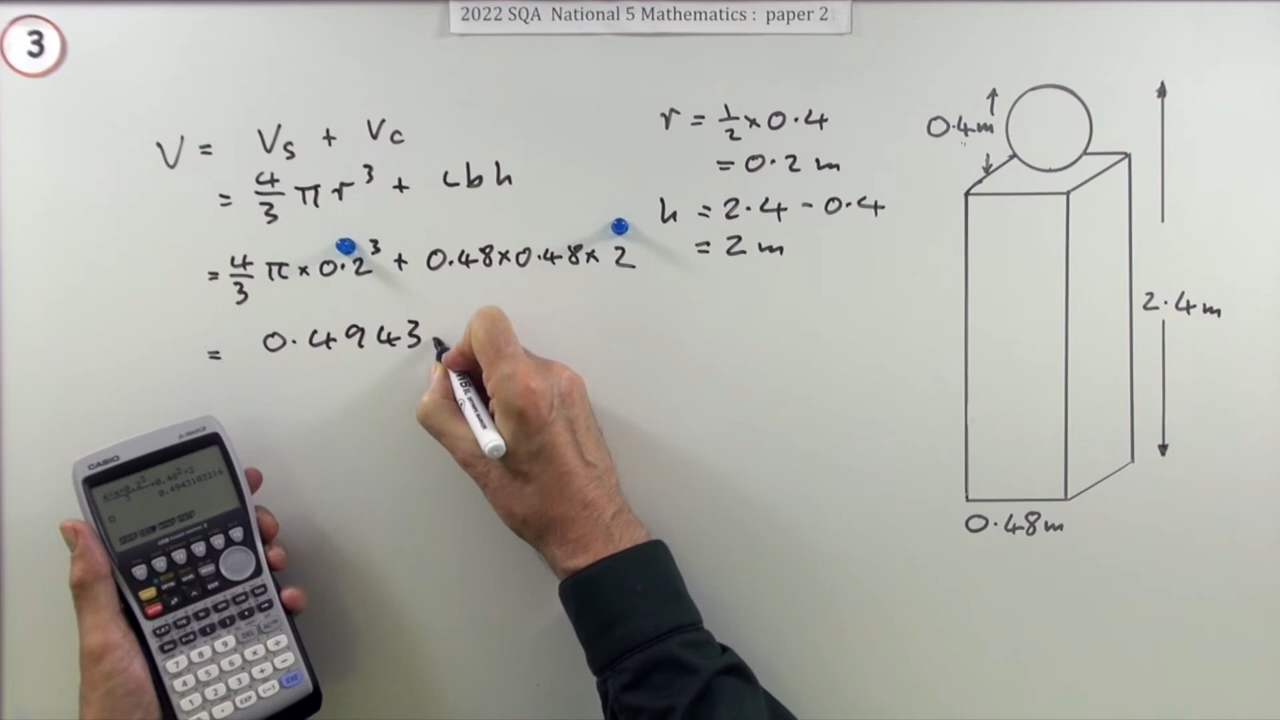 2022 SQA National 5 Mathematics : paper 2
3
V = Vs + Vc
= 4/3 π r³ + lbh
= 4/3 π × 0.2³ + 0.48×0.48× 2
= 0.4943
r = 1/2 × 0.4
= 0.2 m
h = 2.4 - 0.4
= 2 m
0.4m
2.4m
0.48m
CASIO